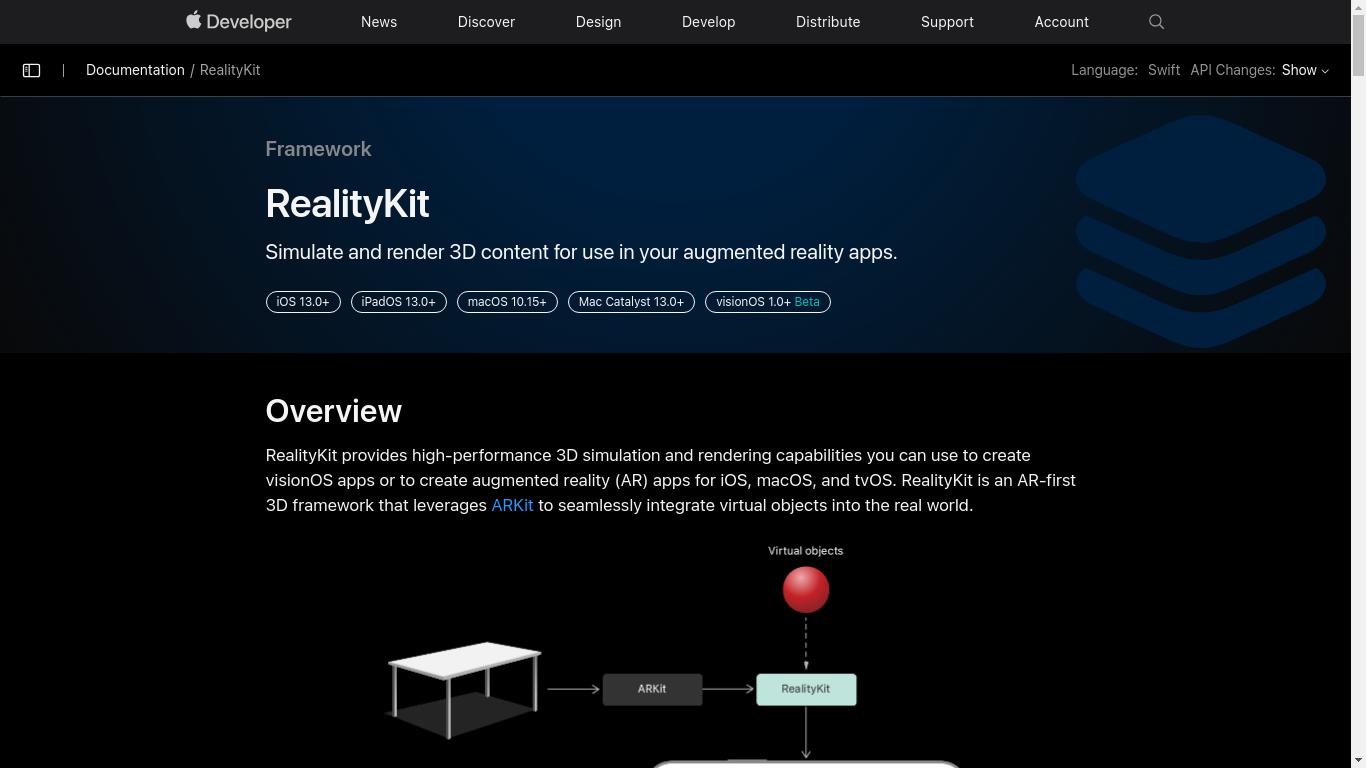 Developer
News
Discover
Design
Develop
Distribute
Support
Account
Documentation / RealityKit
Language: Swift API Changes: Show
Framework
RealityKit
Simulate and render 3D content for use in your augmented reality apps.
iOS 13.0+ iPadOS 13.0+ macOS 10.15+ Mac Catalyst 13.0+ visionOS 1.0+ Beta
Overview
RealityKit provides high-performance 3D simulation and rendering capabilities you can use to create
visionOS apps or to create augmented reality (AR) apps for iOS, macOS, and tvOS. RealityKit is an AR-first
3D framework that leverages ARKit to seamlessly integrate virtual objects into the real world.
Virtual objects
ARKit
RealityKit